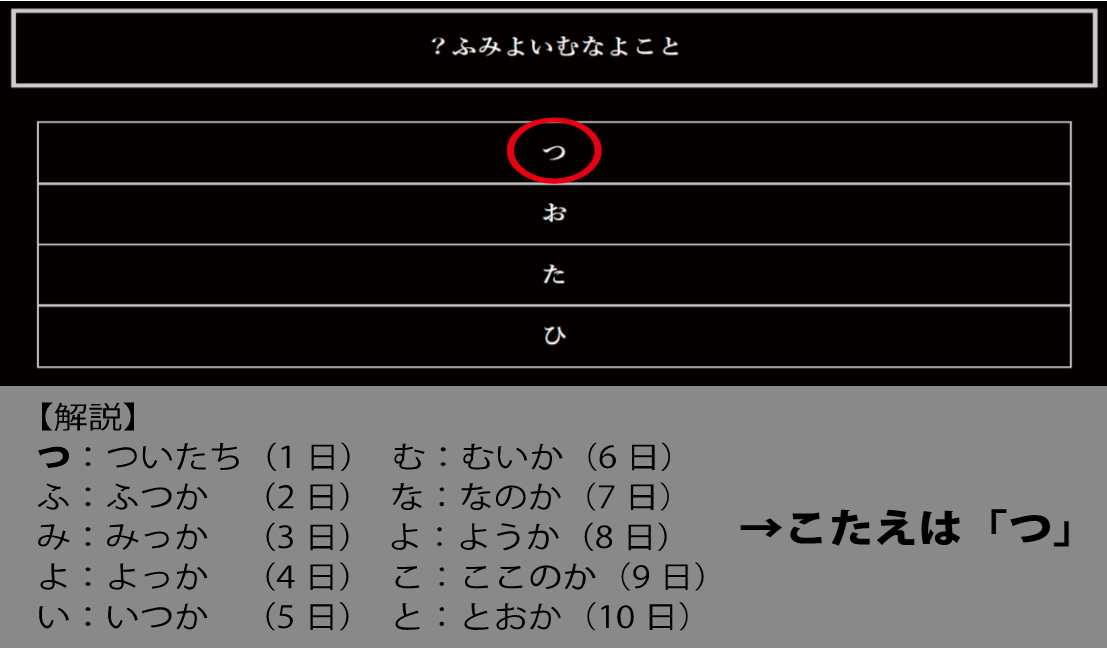 ？ふみよいむなよこと
つ
お
た
ひ
【解説】
つ：ついたち（1 日）　む：むいか（6 日）
ふ：ふつか　（2 日）　な：なのか（7 日）
み：みっか　（3 日）　よ：ようか（8 日）
よ：よっか　（4 日）　こ：ここのか（9 日）
い：いつか　（5 日）　と：とおか（10 日）
→こたえは「つ」